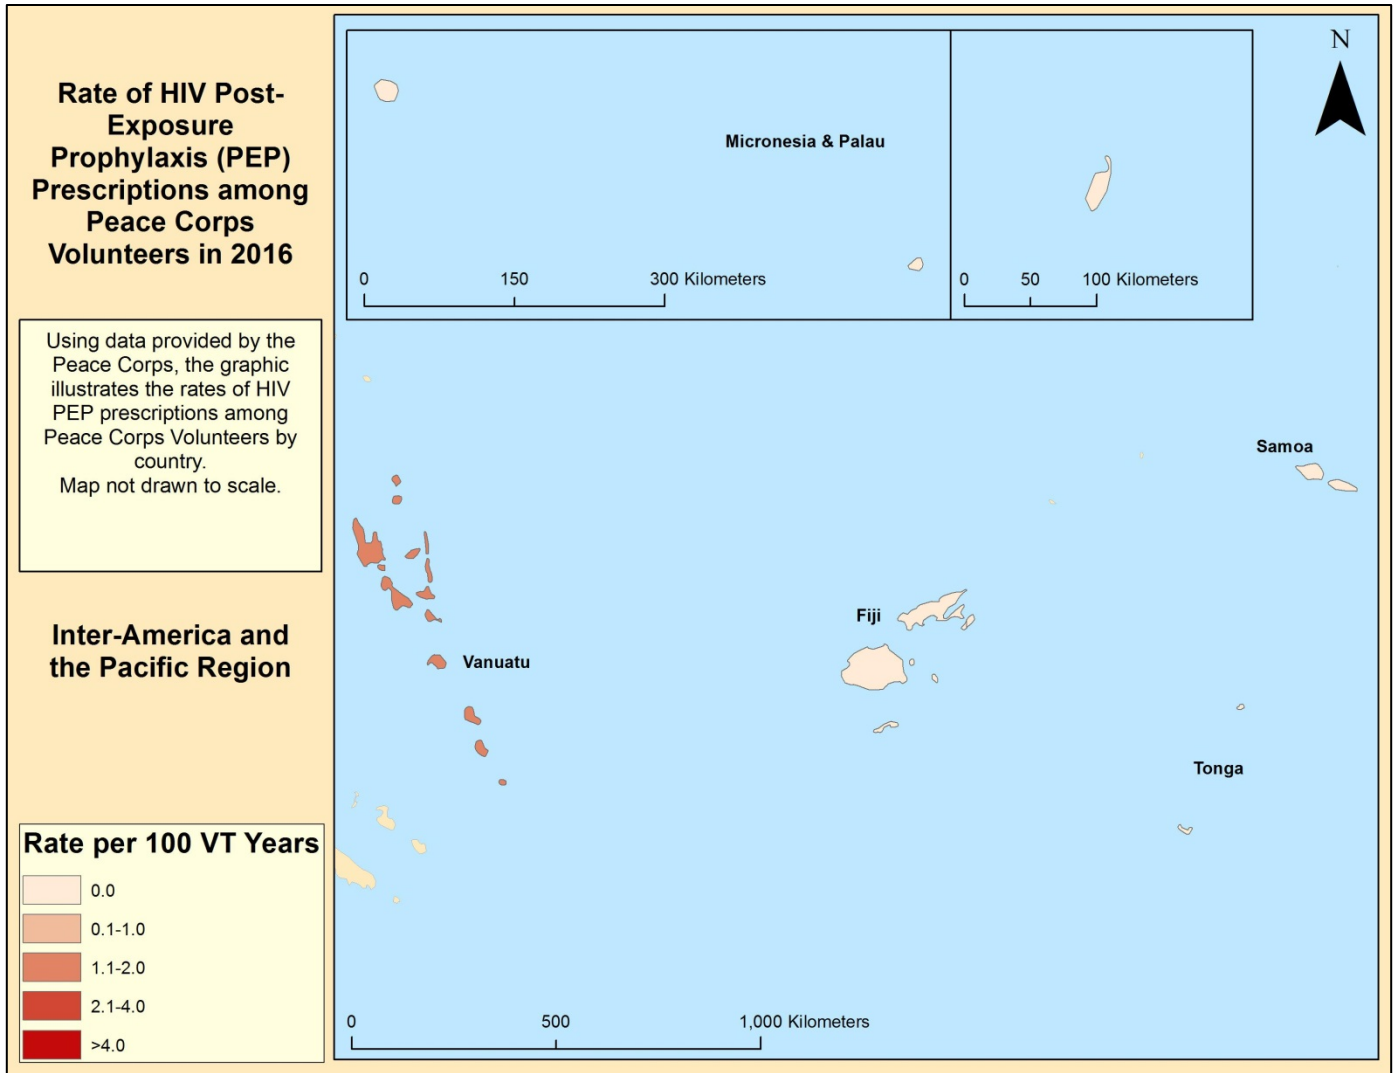 Rate of HIV Post-
Exposure
Prophylaxis (PEP)
Prescriptions among
Peace Corps
Volunteers in 2016
Using data provided by the
Peace Corps, the graphic
illustrates the rates of HIV
PEP prescriptions among
Peace Corps Volunteers by
country.
Map not drawn to scale.
Inter-America and
the Pacific Region
Rate per 100 VT Years
0.0
0.1-1.0
1.1-2.0
2.1-4.0
>4.0
N
Micronesia & Palau
0 150 300 Kilometers
0 50 100 Kilometers
Samoa
Fiji
Vanuatu
Tonga
0 500 1,000 Kilometers